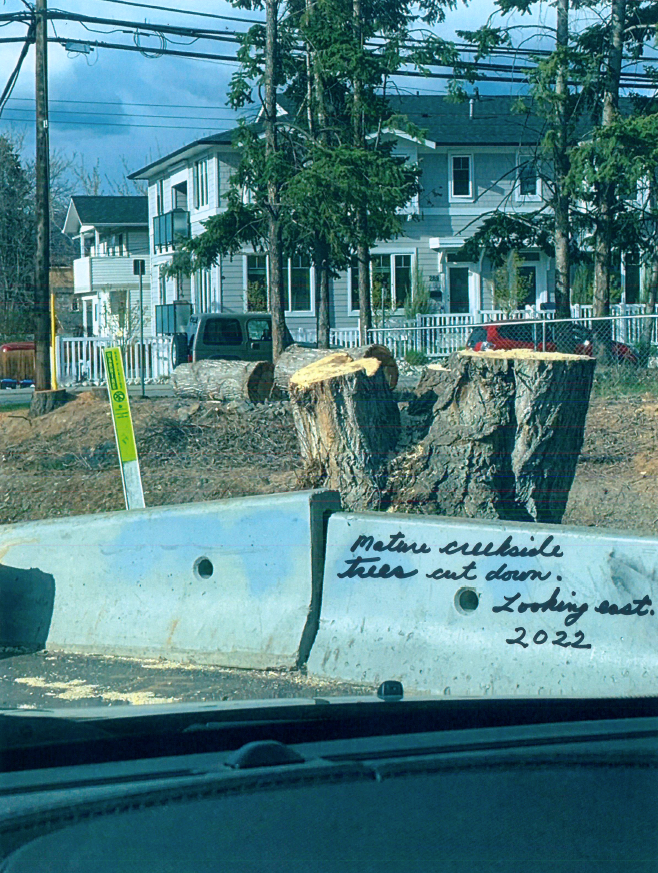 Mature creekside
trees cut down.
Looking east.
2022